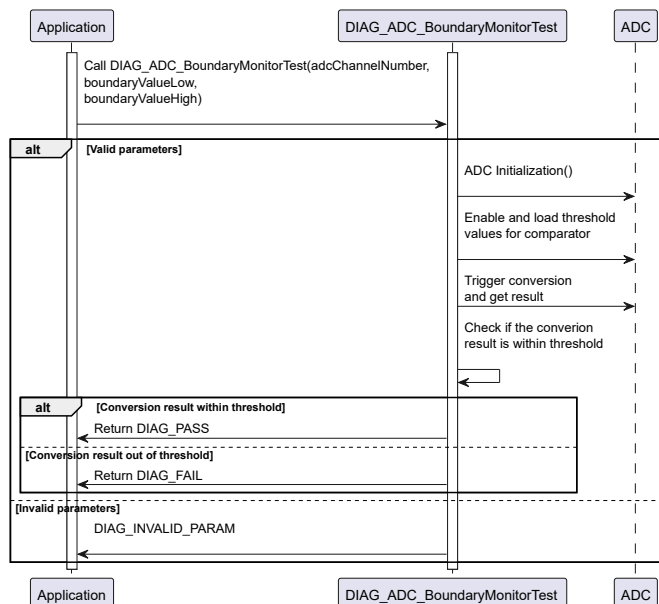 Application
DIAG_ADC_BoundaryMonitorTest
ADC
Call DIAG_ADC_BoundaryMonitorTest(adcChannelNumber,
boundaryValueLow,
boundaryValueHigh)
alt
[Valid parameters]
ADC Initialization()
Enable and load threshold
values for comparator
Trigger conversion
and get result
Check if the converion
result is within threshold
alt
[Conversion result within threshold]
Return DIAG_PASS
[Conversion result out of threshold]
Return DIAG_FAIL
[Invalid parameters]
DIAG_INVALID_PARAM
Application
DIAG_ADC_BoundaryMonitorTest
ADC